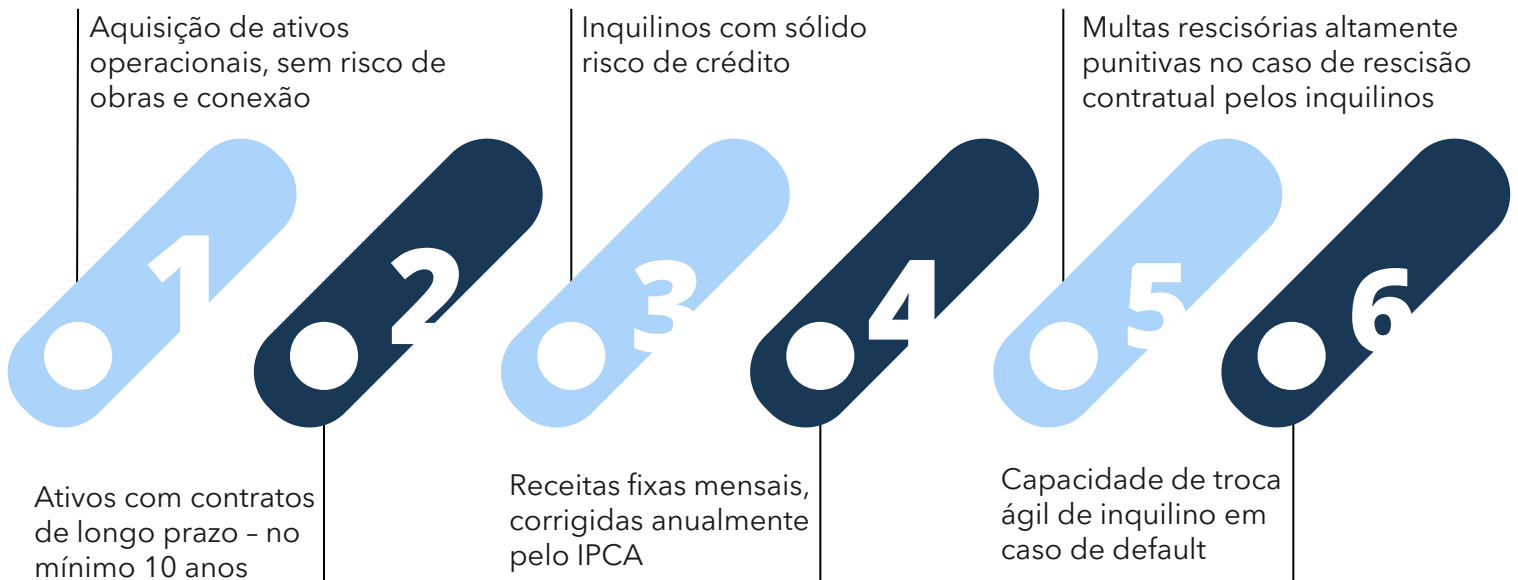 Aquisição de ativos
operacionais, sem risco de
obras e conexão
Inquilinos com sólido
risco de crédito
Multas rescisórias altamente
punitivas no caso de rescisão
contratual pelos inquilinos
1
2
3
4
5
6
Ativos com contratos
de longo prazo – no
mínimo 10 anos
Receitas fixas mensais,
corrigidas anualmente
pelo IPCA
Capacidade de troca
ágil de inquilino em
caso de default